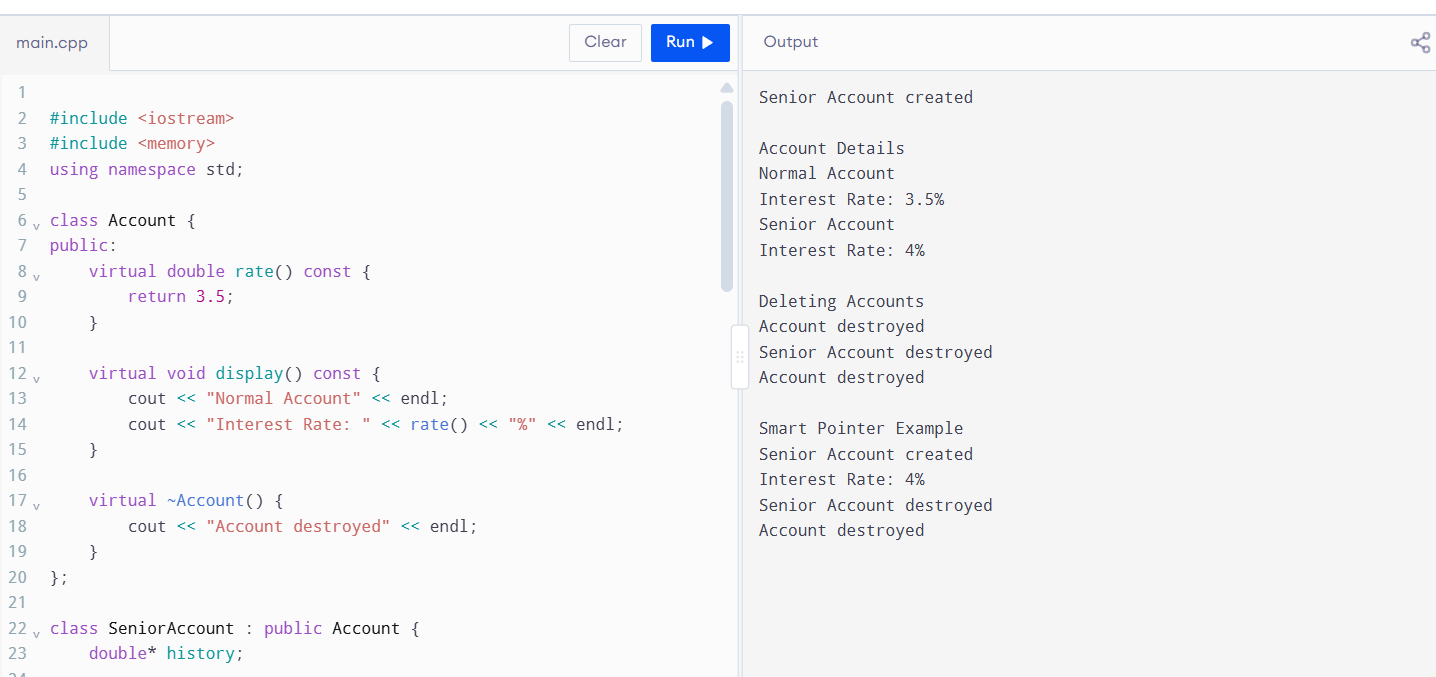 main.cpp
Clear
Run
Output
1
2 #include <iostream>
3 #include <memory>
4 using namespace std;
5
6 class Account {
7 public:
8 virtual double rate() const {
9 return 3.5;
10 }
11
12 virtual void display() const {
13 cout << "Normal Account" << endl;
14 cout << "Interest Rate: " << rate() << "%" << endl;
15 }
16
17 virtual ~Account() {
18 cout << "Account destroyed" << endl;
19 }
20 };
21
22 class SeniorAccount : public Account {
23 double* history;
Senior Account created
Account Details
Normal Account
Interest Rate: 3.5%
Senior Account
Interest Rate: 4%
Deleting Accounts
Account destroyed
Senior Account destroyed
Account destroyed
Smart Pointer Example
Senior Account created
Interest Rate: 4%
Senior Account destroyed
Account destroyed